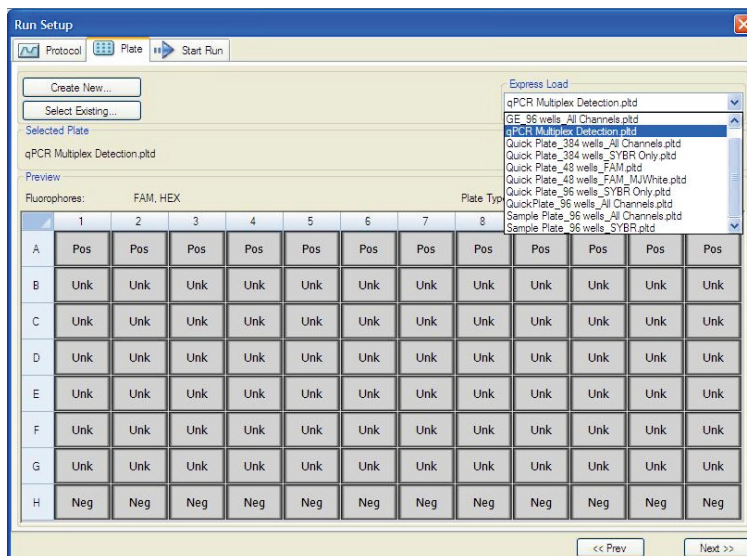 Run Setup
Protocol Plate Start Run
Create New...
Select Existing...
Express Load
qPCR Multiplex Detection.pltd
GE_96 wells_All Channels.pltd
qPCR Multiplex Detection.pltd
Quick Plate_384 wells_All Channels.pltd
Quick Plate_384 wells_SYBR Only.pltd
Quick Plate_48 wells_FAM.pltd
Quick Plate_48 wells_FAM_MJWhite.pltd
Quick Plate_96 wells_SYBR Only.pltd
QuickPlate_96 wells_All Channels.pltd
Sample Plate_96 wells_All Channels.pltd
Sample Plate_96 wells_SYBR.pltd
Selected Plate
qPCR Multiplex Detection.pltd
Preview
Fluorophores: FAM, HEX Plate Typ
1 2 3 4 5 6 7 8
A Pos Pos Pos Pos Pos Pos Pos Pos Pos Pos Pos Pos
B Unk Unk Unk Unk Unk Unk Unk Unk Unk Unk Unk Unk
C Unk Unk Unk Unk Unk Unk Unk Unk Unk Unk Unk Unk
D Unk Unk Unk Unk Unk Unk Unk Unk Unk Unk Unk Unk
E Unk Unk Unk Unk Unk Unk Unk Unk Unk Unk Unk Unk
F Unk Unk Unk Unk Unk Unk Unk Unk Unk Unk Unk Unk
G Unk Unk Unk Unk Unk Unk Unk Unk Unk Unk Unk Unk
H Neg Neg Neg Neg Neg Neg Neg Neg Neg Neg Neg Neg
<< Prev Next >>